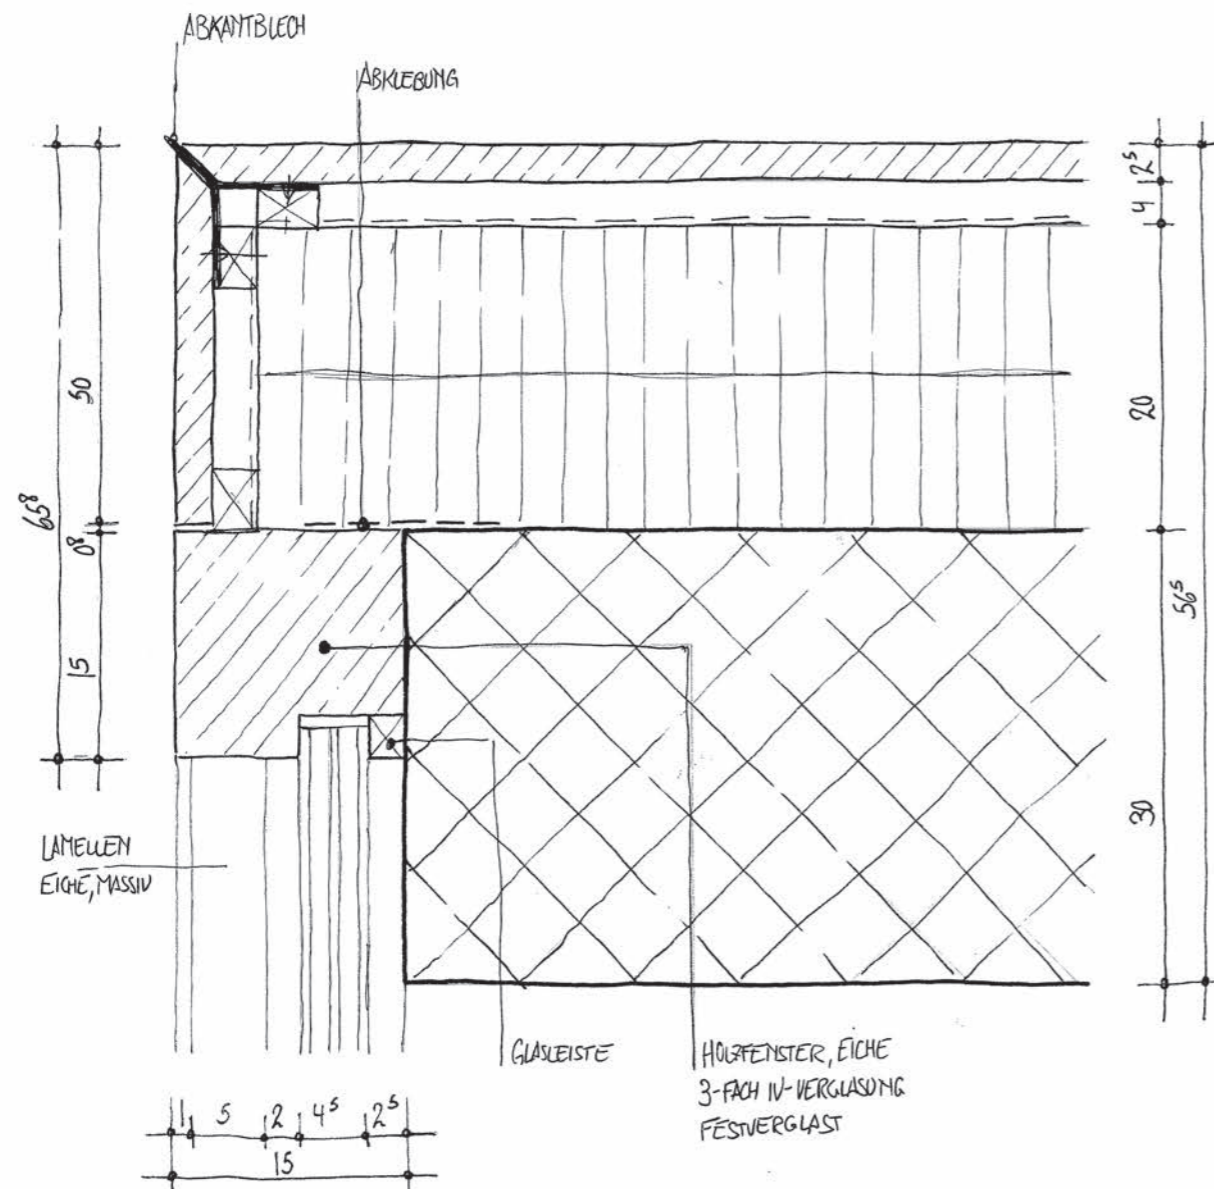 ABKANTBLECH
ABKLEBUNG
2⁵
4
20
56⁵
30
50
65⁸
0⁸
15
LAMELLEN
EICHE, MASSIV
GLASLEISTE
HOLZFENSTER, EICHE
3-FACH IV-VERGLASUNG
FESTVERGLAST
1 5 2 4⁵ 2⁵
15